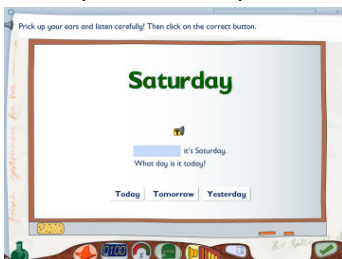 Prick up your ears and listen carefully! Then click on the correct button.
Saturday
it's Saturday.
What day is it today?
Today Tomorrow Yesterday